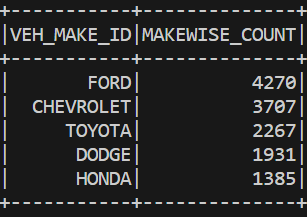 +-----------+--------------+
|VEH_MAKE_ID|MAKEWISE_COUNT|
+-----------+--------------+
|       FORD|          4270|
|  CHEVROLET|          3707|
|     TOYOTA|          2267|
|      DODGE|          1931|
|      HONDA|          1385|
+-----------+--------------+